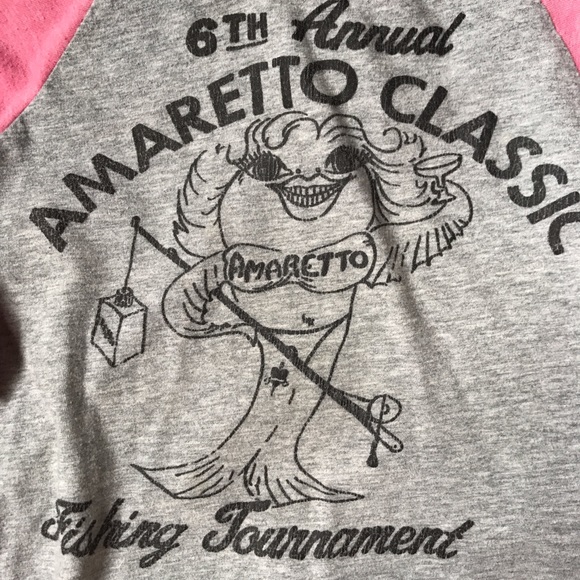 6TH Annual
AMARETTO CLASSIC
AMARETTO
Fishing Tournament